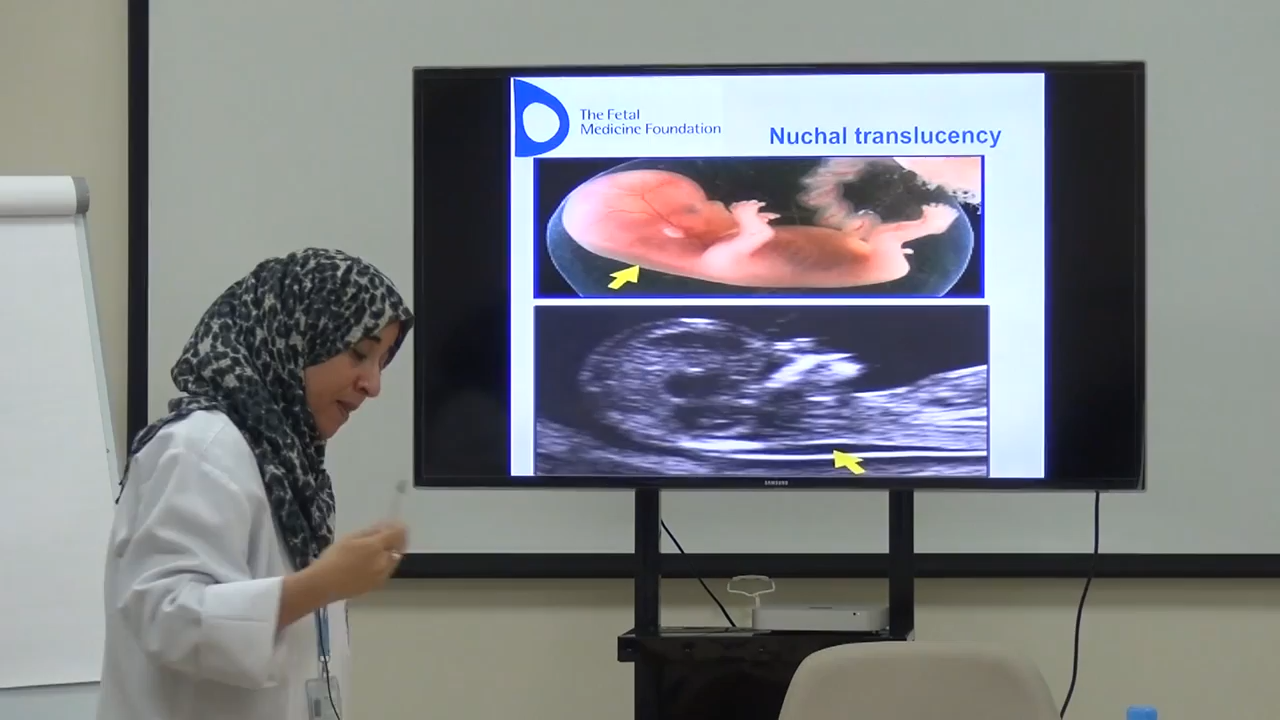 The Fetal
Medicine Foundation
Nuchal translucency
SAMSUNG